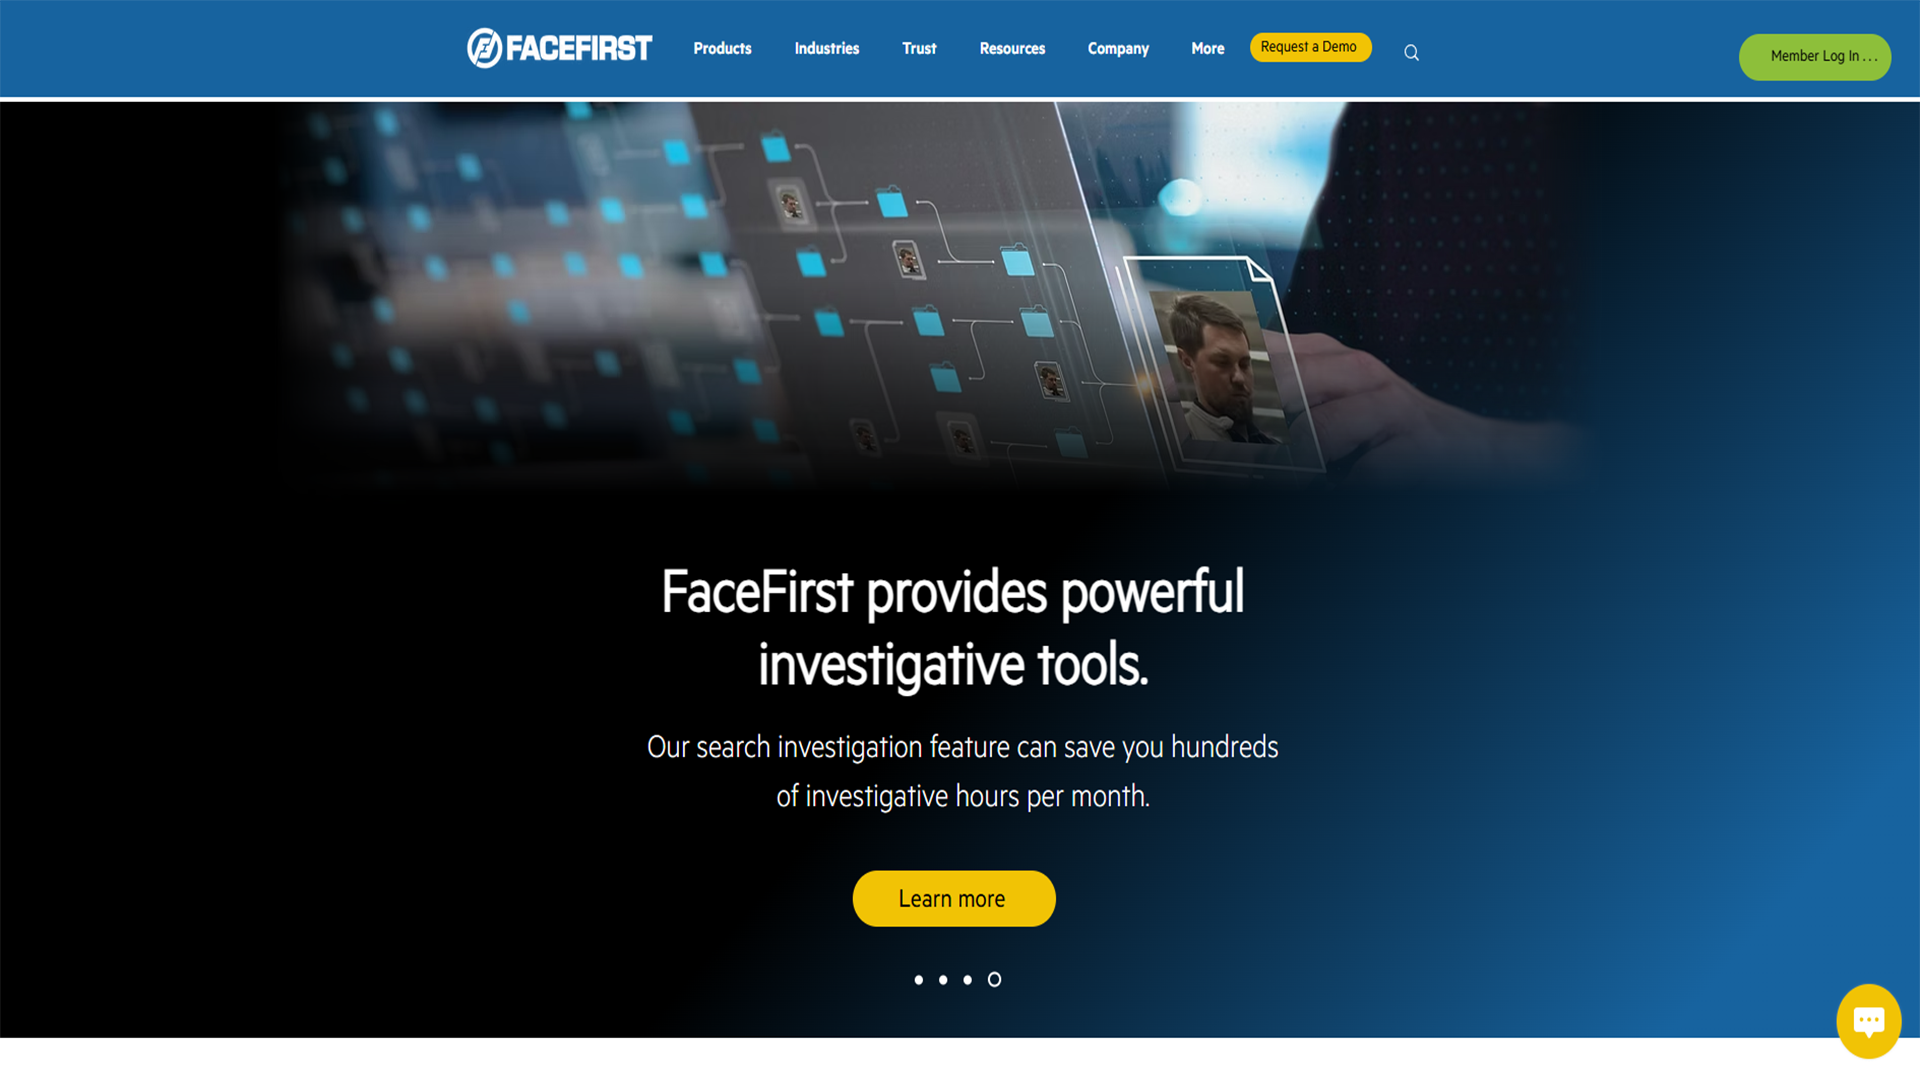 FACEFIRST
Products Industries Trust Resources Company More Request a Demo
Member Log In . . .
FaceFirst provides powerful
investigative tools.
Our search investigation feature can save you hundreds
of investigative hours per month.
Learn more